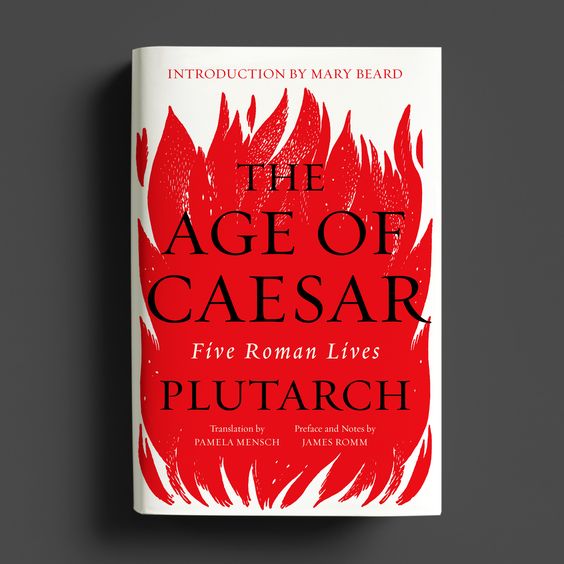 INTRODUCTION BY MARY BEARD
THE
AGE OF
CAESAR
Five Roman Lives
PLUTARCH
Translation by
PAMELA MENSCH
Preface and Notes by
JAMES ROMM